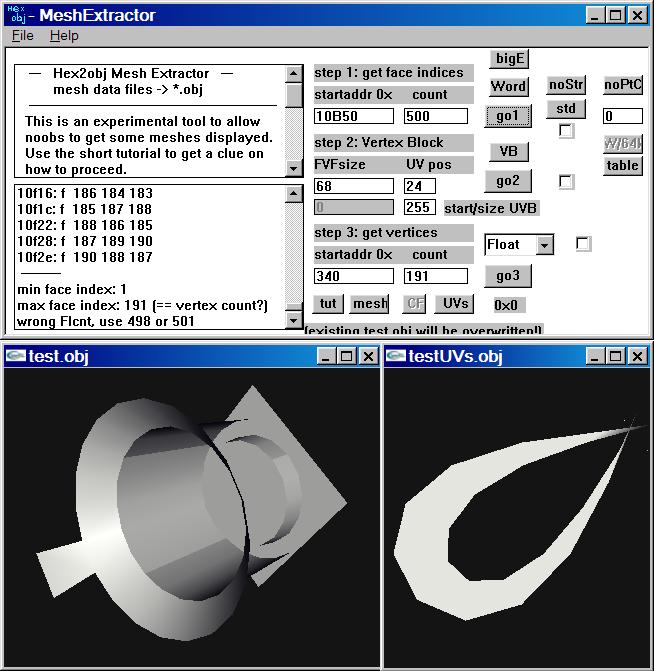 Hex obj - MeshExtractor
File Help
— Hex2obj Mesh Extractor —
mesh data files -> *.obj
This is an experimental tool to allow
noobs to get some meshes displayed.
Use the short tutorial to get a clue on
how to proceed.
10f16: f 186 184 183
10f1c: f 185 187 188
10f22: f 188 186 185
10f28: f 187 189 190
10f2e: f 190 188 187
min face index: 1
max face index: 191 (== vertex count?)
wrong FIcnt, use 498 or 501
step 1: get face indices
startaddr 0x count
10B50 500
step 2: Vertex Block
FVFsize UV pos
68 24
0 255 start/size UVB
step 3: get vertices
startaddr 0x count
340 191
tut mesh CF UVs 0x0
(existing test.obj will be overwritten!)
bigE
Word noStr noPtC
go1 std 0
VB W/64k
go2 table
Float
go3
test.obj
testUVs.obj